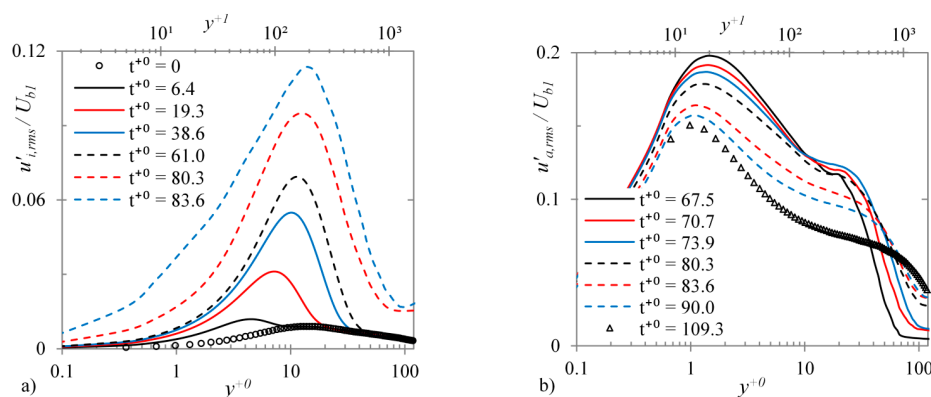 y⁺¹
10¹ 10² 10³
0.12
0.06
0
u'i,rms / Ub1
t⁺⁰ = 0
t⁺⁰ = 6.4
t⁺⁰ = 19.3
t⁺⁰ = 38.6
t⁺⁰ = 61.0
t⁺⁰ = 80.3
t⁺⁰ = 83.6
0.1 1 10 100
a) y⁺⁰
y⁺¹
10¹ 10² 10³
0.2
0.1
0
u'a,rms / Ub1
t⁺⁰ = 67.5
t⁺⁰ = 70.7
t⁺⁰ = 73.9
t⁺⁰ = 80.3
t⁺⁰ = 83.6
t⁺⁰ = 90.0
t⁺⁰ = 109.3
0.1 1 10 100
b) y⁺⁰